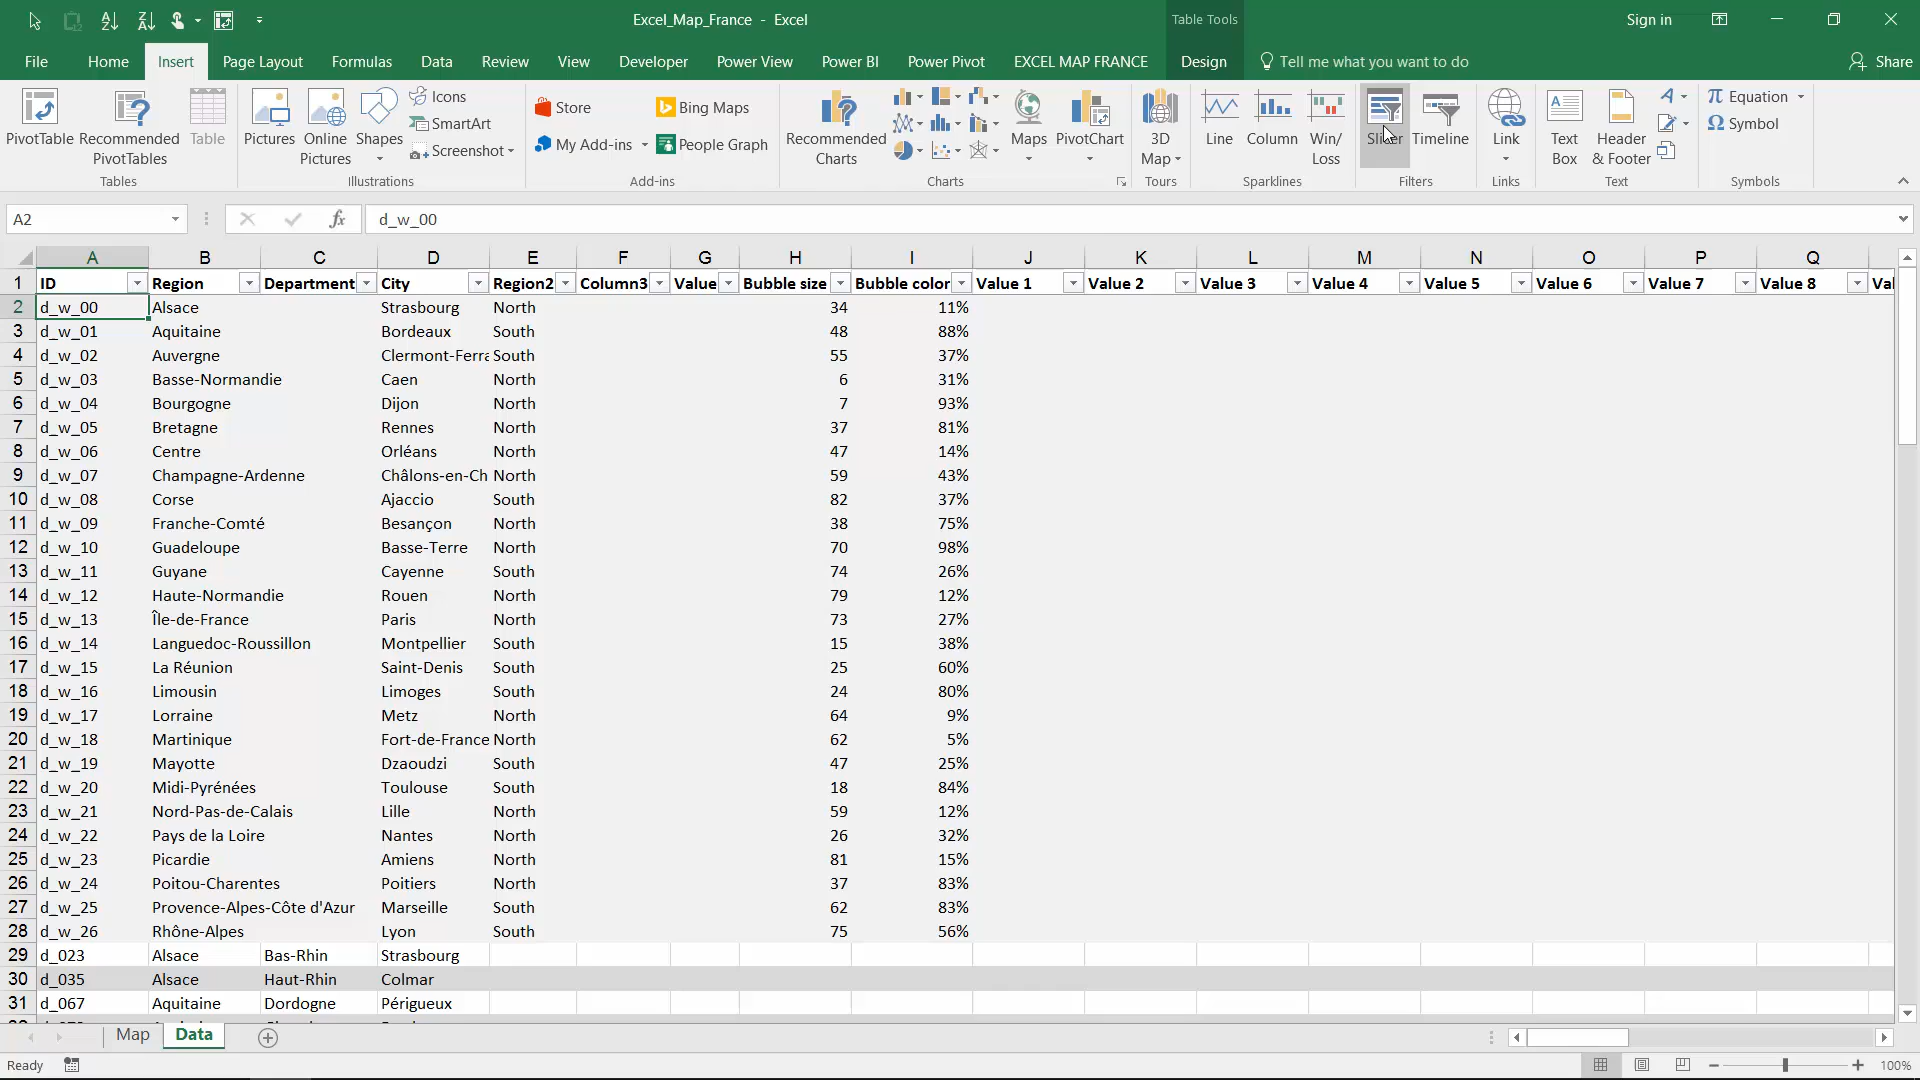 Excel_Map_France - Excel
Table Tools
Sign in
File Home Insert Page Layout Formulas Data Review View Developer Power View Power BI Power Pivot EXCEL MAP FRANCE Design Tell me what you want to do Share
PivotTable Recommended PivotTables Table
Tables
Pictures Online Pictures Shapes Icons SmartArt Screenshot
Illustrations
Store My Add-ins Bing Maps People Graph
Add-ins
Recommended Charts Maps PivotChart
Charts
3D Map
Tours
Line Column Win/ Loss
Sparklines
Slicer Timeline
Filters
Link
Links
Text Box Header & Footer
Text
Equation Symbol
Symbols
A2 fx d_w_00
A B C D E F G H I J K L M N O P Q
1 ID Region Department City Region2 Column3 Value Bubble size Bubble color Value 1 Value 2 Value 3 Value 4 Value 5 Value 6 Value 7 Value 8 Val
2 d_w_00 Alsace Strasbourg North 34 11%
3 d_w_01 Aquitaine Bordeaux South 48 88%
4 d_w_02 Auvergne Clermont-Ferra South 55 37%
5 d_w_03 Basse-Normandie Caen North 6 31%
6 d_w_04 Bourgogne Dijon North 7 93%
7 d_w_05 Bretagne Rennes North 37 81%
8 d_w_06 Centre Orléans North 47 14%
9 d_w_07 Champagne-Ardenne Châlons-en-Ch North 59 43%
10 d_w_08 Corse Ajaccio South 82 37%
11 d_w_09 Franche-Comté Besançon North 38 75%
12 d_w_10 Guadeloupe Basse-Terre North 70 98%
13 d_w_11 Guyane Cayenne South 74 26%
14 d_w_12 Haute-Normandie Rouen North 79 12%
15 d_w_13 Île-de-France Paris North 73 27%
16 d_w_14 Languedoc-Roussillon Montpellier South 15 38%
17 d_w_15 La Réunion Saint-Denis South 25 60%
18 d_w_16 Limousin Limoges South 24 80%
19 d_w_17 Lorraine Metz North 64 9%
20 d_w_18 Martinique Fort-de-France North 62 5%
21 d_w_19 Mayotte Dzaoudzi South 47 25%
22 d_w_20 Midi-Pyrénées Toulouse South 18 84%
23 d_w_21 Nord-Pas-de-Calais Lille North 59 12%
24 d_w_22 Pays de la Loire Nantes North 26 32%
25 d_w_23 Picardie Amiens North 81 15%
26 d_w_24 Poitou-Charentes Poitiers North 37 83%
27 d_w_25 Provence-Alpes-Côte d'Azur Marseille South 62 83%
28 d_w_26 Rhône-Alpes Lyon South 75 56%
29 d_023 Alsace Bas-Rhin Strasbourg
30 d_035 Alsace Haut-Rhin Colmar
31 d_067 Aquitaine Dordogne Périgueux
Map Data
Ready 100%